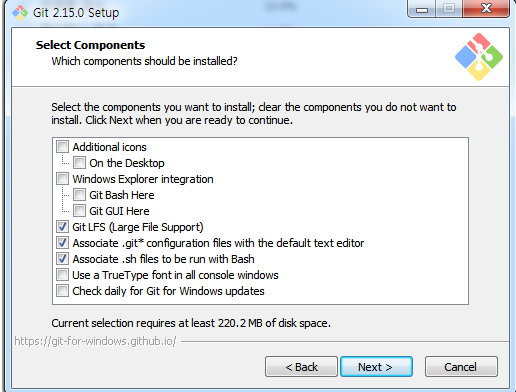 Git 2.15.0 Setup
Select Components
Which components should be installed?
Select the components you want to install; clear the components you do not want to
install. Click Next when you are ready to continue.
Additional icons
On the Desktop
Windows Explorer integration
Git Bash Here
Git GUI Here
Git LFS (Large File Support)
Associate .git* configuration files with the default text editor
Associate .sh files to be run with Bash
Use a TrueType font in all console windows
Check daily for Git for Windows updates
Current selection requires at least 220.2 MB of disk space.
https://git-for-windows.github.io/
< Back
Next >
Cancel